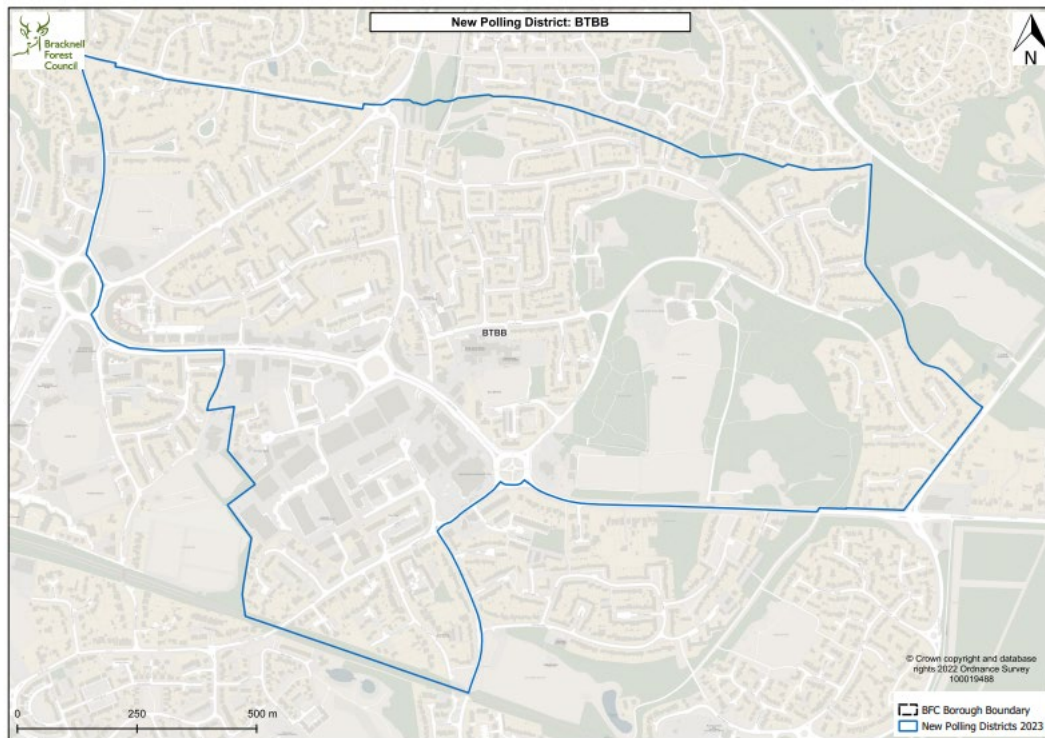 New Polling District: BTBB
Bracknell
Forest
Council
N
BTBB
© Crown copyright and database
rights 2022 Ordnance Survey
100019488
BFC Borough Boundary
New Polling Districts 2023
0 250 500 m